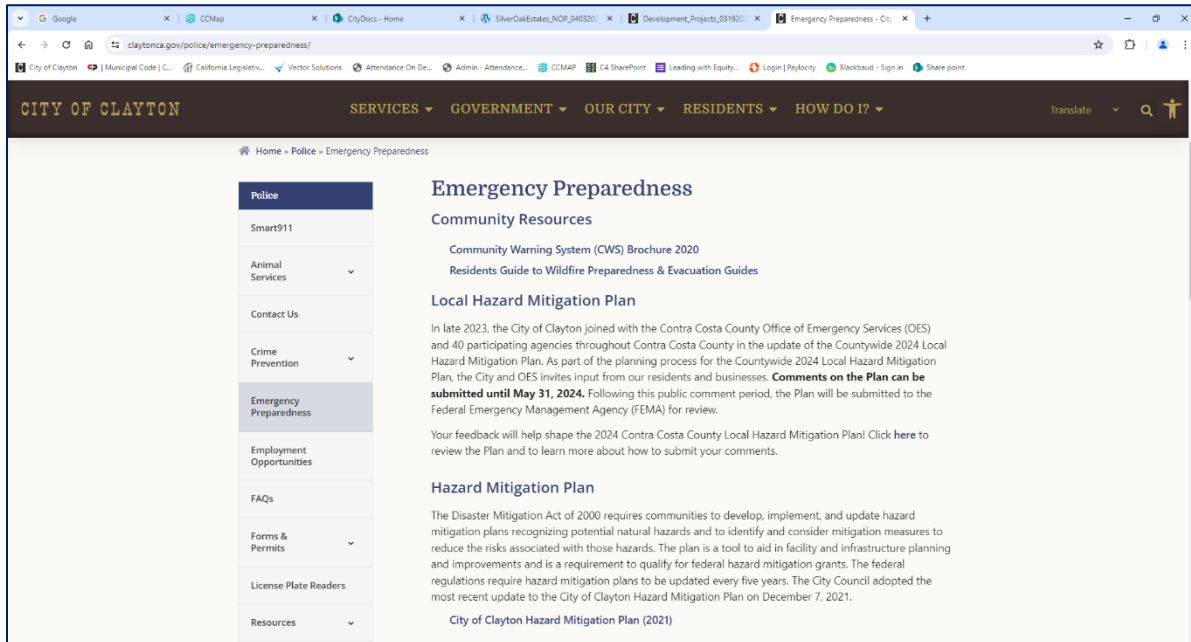 Google
CCMap
CityDocs - Home
SilverOakEstates_NOP_040320
Development_Projects_031920
Emergency Preparedness - City
claytonca.gov/police/emergency-preparedness/
City of Clayton
| Municipal Code | C...
California Legislativ...
Vector Solutions
Attendance On De...
Admin - Attendance...
CCMAP
C4 SharePoint
Leading with Equity...
Login | Paylocity
Blackbaud - Sign in
Share point
CITY OF CLAYTON
SERVICES
GOVERNMENT
OUR CITY
RESIDENTS
HOW DO I?
Translate
Home » Police » Emergency Preparedness
Police
Smart911
Animal
Services
Contact Us
Crime
Prevention
Emergency
Preparedness
Employment
Opportunities
FAQs
Forms &
Permits
License Plate Readers
Resources
Emergency Preparedness
Community Resources
Community Warning System (CWS) Brochure 2020
Residents Guide to Wildfire Preparedness & Evacuation Guides
Local Hazard Mitigation Plan
In late 2023, the City of Clayton joined with the Contra Costa County Office of Emergency Services (OES)
and 40 participating agencies throughout Contra Costa County in the update of the Countywide 2024 Local
Hazard Mitigation Plan. As part of the planning process for the Countywide 2024 Local Hazard Mitigation
Plan, the City and OES invites input from our residents and businesses. Comments on the Plan can be
submitted until May 31, 2024. Following this public comment period, the Plan will be submitted to the
Federal Emergency Management Agency (FEMA) for review.
Your feedback will help shape the 2024 Contra Costa County Local Hazard Mitigation Plan! Click here to
review the Plan and to learn more about how to submit your comments.
Hazard Mitigation Plan
The Disaster Mitigation Act of 2000 requires communities to develop, implement, and update hazard
mitigation plans recognizing potential natural hazards and to identify and consider mitigation measures to
reduce the risks associated with those hazards. The plan is a tool to aid in facility and infrastructure planning
and improvements and is a requirement to qualify for federal hazard mitigation grants. The federal
regulations require hazard mitigation plans to be updated every five years. The City Council adopted the
most recent update to the City of Clayton Hazard Mitigation Plan on December 7, 2021.
City of Clayton Hazard Mitigation Plan (2021)